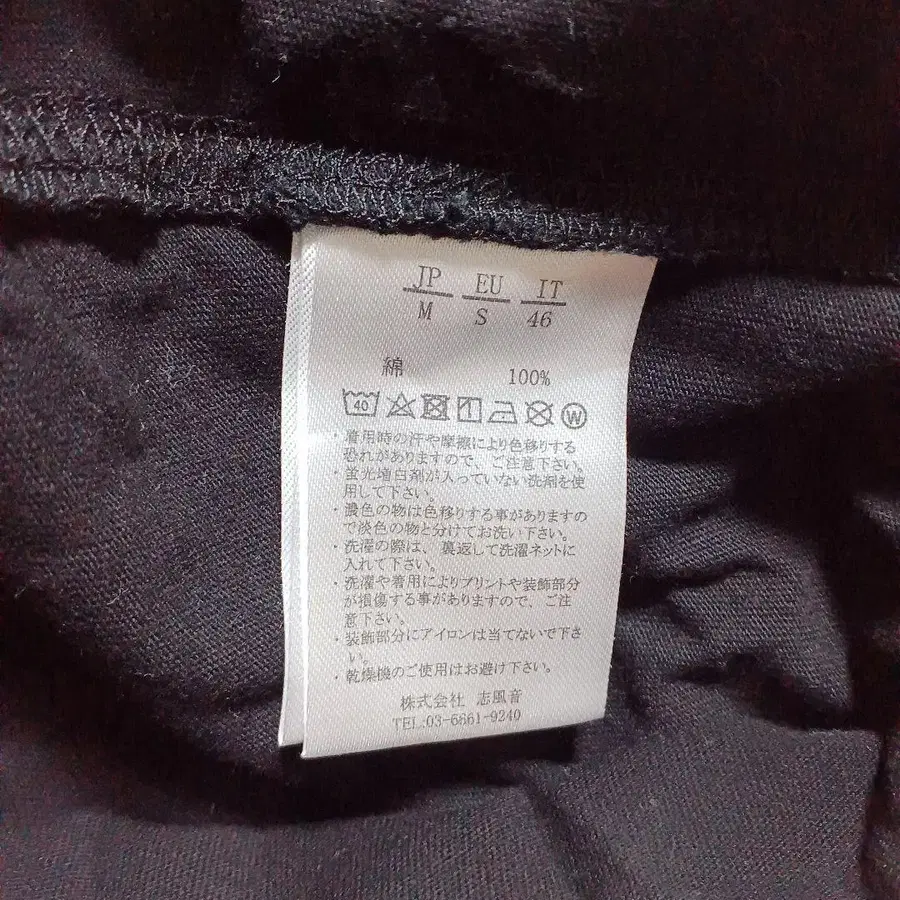 JP EU IT
M S 46
綿 100%
40 W
・着用時の汗や摩擦により色移りする
恐れがありますので、ご注意下さい。
・蛍光増白剤が入っていない洗剤を使
用して下さい。
・濃色の物は色移りする事がありますの
で淡色の物と分けてお洗い下さい。
・洗濯の際は、裏返して洗濯ネットに
入れて下さい。
・洗濯や着用によりプリントや装飾部分
が損傷する事がありますので、ご注
意下さい。
・装飾部分にアイロンは当てないで下さ
い。
・乾燥機のご使用はお避け下さい。
株式会社 志風音
TEL:03-5661-9240